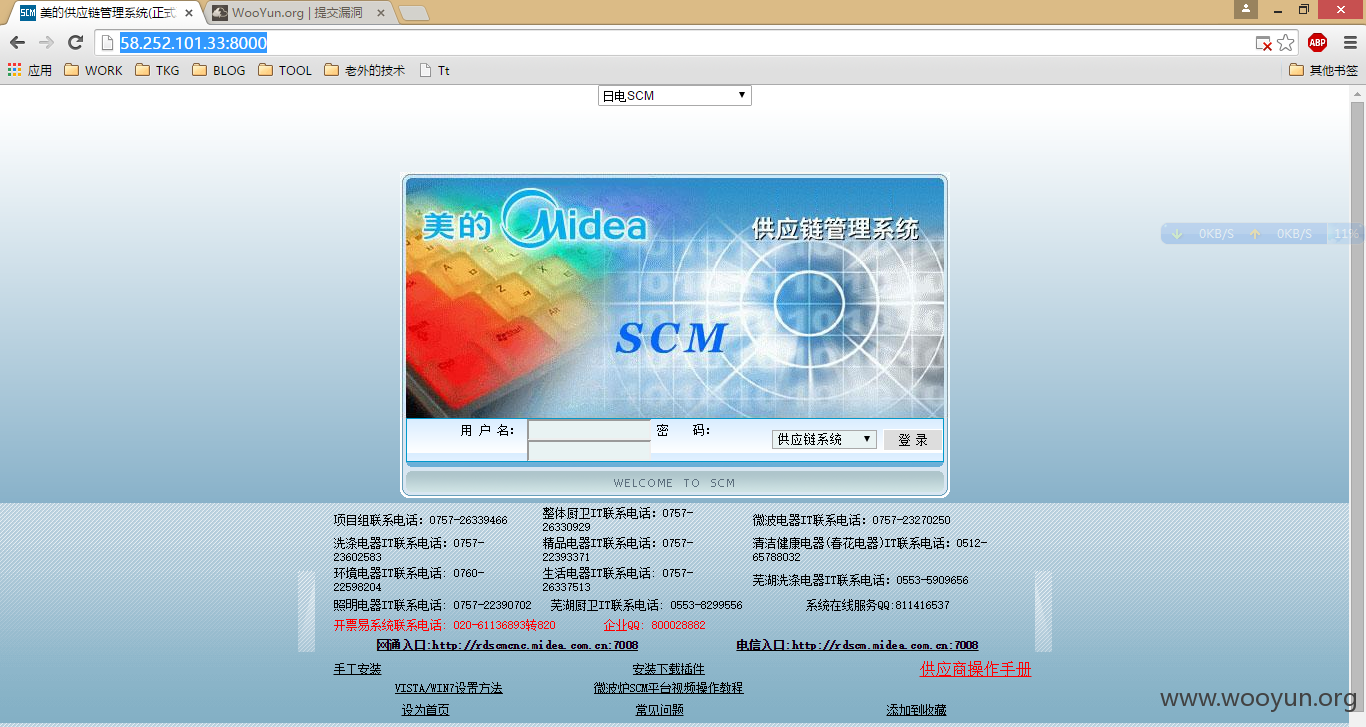 美的供应链管理系统(正式
WooYun.org | 提交漏洞
58.252.101.33:8000
ABP
应用 WORK TKG BLOG TOOL 老外的技术 Tt 其他书签
日电SCM
美的 Midea 供应链管理系统
0KB/S 0KB/S 11%
SCM
用 户 名： 密 码： 供应链系统 登 录
WELCOME TO SCM
项目组联系电话：0757-26339466
整体厨卫IT联系电话：0757-
26330929
微波电器IT联系电话：0757-23270250
洗涤电器IT联系电话：0757-
23602583
精品电器IT联系电话：0757-
22393371
清洁健康电器(春花电器)IT联系电话：0512-
65788032
环境电器IT联系电话：0760-
22598204
生活电器IT联系电话：0757-
26337513
芜湖洗涤电器IT联系电话：0553-5909656
照明电器IT联系电话：0757-22390702 芜湖厨卫IT联系电话：0553-8299556 系统在线服务QQ:811416537
开票易系统联系电话：020-61136893转820 企业QQ：800028882
网通入口:http://rdscmcnc.midea.com.cn:7008 电信入口:http://rdscm.midea.com.cn:7008
手工安装 安装下载插件 供应商操作手册
VISTA/WIN7设置方法 微波炉SCM平台视频操作教程
设为首页 常见问题 添加到收藏
www.wooyun.org